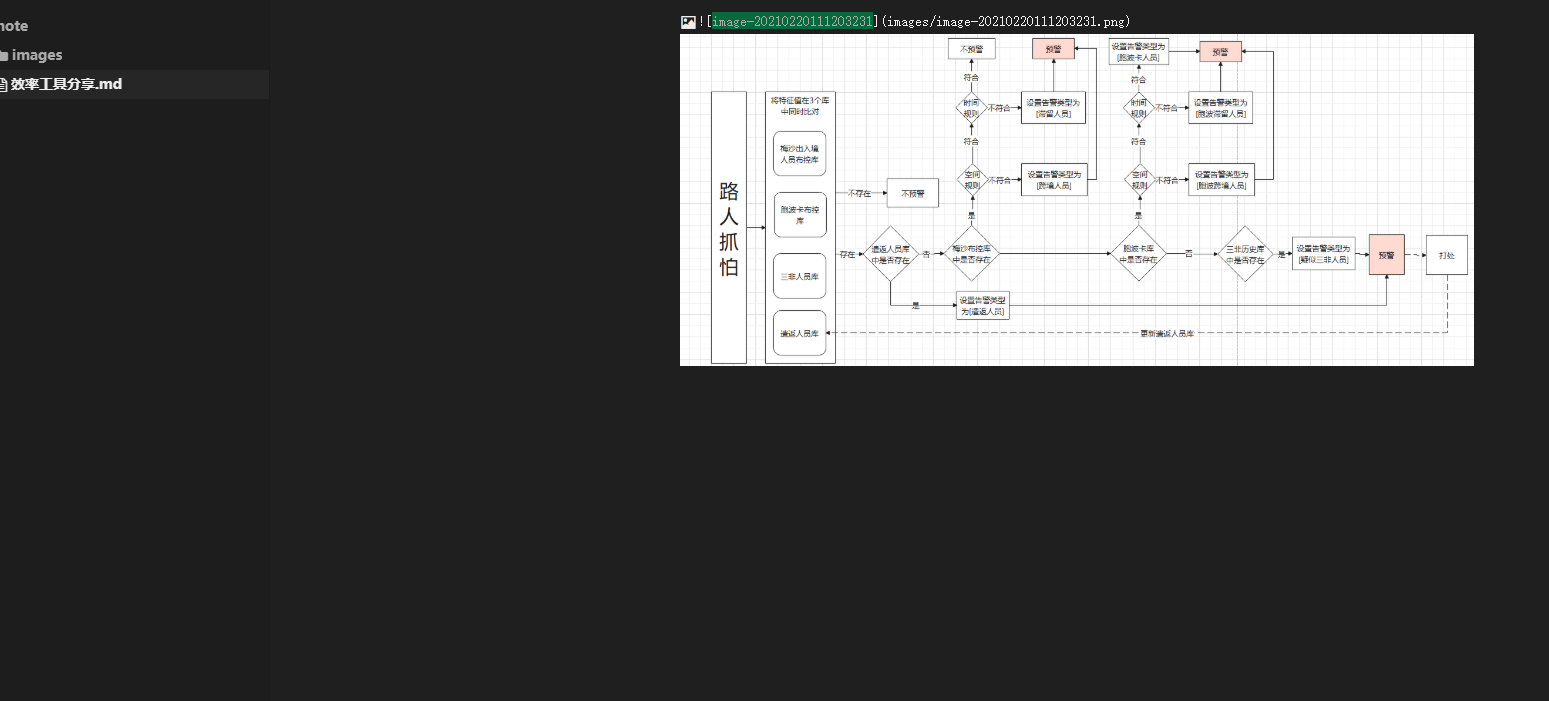 note
images
效率工具分享.md
![image-20210220111203231](images/image-20210220111203231.png)
路
人
抓
怕
将特征值在3个库
中同时比对
梅沙出入境
人员布控库
胞波卡布控
库
三非人员库
遣返人员库
不存在
不预警
存在
遣返人员库
中是否存在
否
是
设置告警类型
为[遣返人员]
梅沙布控库
中是否存在
是
空间
规则
不符合
设置告警类型为
[跨境人员]
符合
时间
规则
不符合
设置告警类型为
[滞留人员]
符合
不预警
预警
胞波卡库
中是否存在
是
空间
规则
不符合
设置告警类型为
[胞波跨境人员]
符合
时间
规则
不符合
设置告警类型为
[胞波滞留人员]
符合
设置告警类型为
[胞波卡人员]
预警
否
三非历史库
中是否存在
是
设置告警类型为
[疑似三非人员]
预警
打处
更新遣返人员库